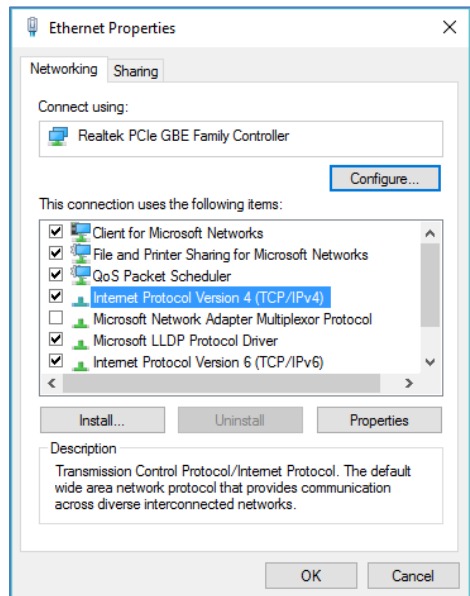 Ethernet Properties
Networking
Sharing
Connect using:
Realtek PCIe GBE Family Controller
Configure...
This connection uses the following items:
Client for Microsoft Networks
File and Printer Sharing for Microsoft Networks
QoS Packet Scheduler
Internet Protocol Version 4 (TCP/IPv4)
Microsoft Network Adapter Multiplexor Protocol
Microsoft LLDP Protocol Driver
Internet Protocol Version 6 (TCP/IPv6)
Install...
Uninstall
Properties
Description
Transmission Control Protocol/Internet Protocol. The default
wide area network protocol that provides communication
across diverse interconnected networks.
OK
Cancel